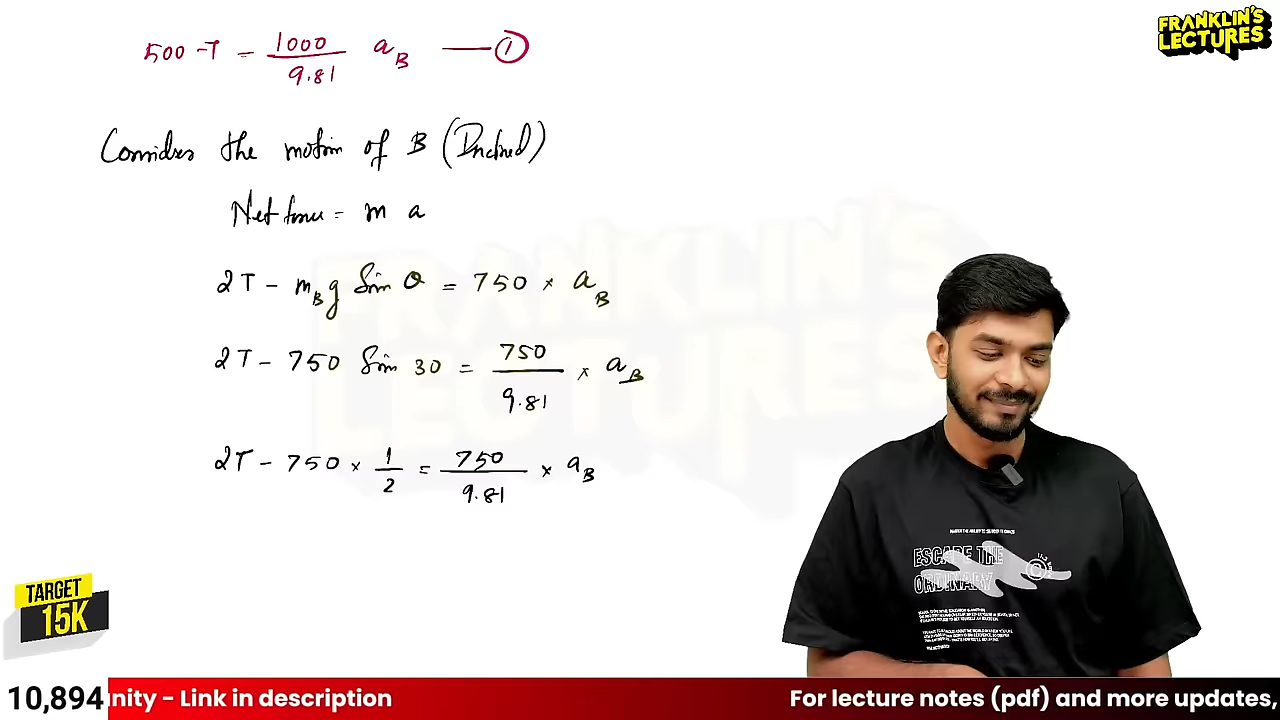 FRANKLIN'S
LECTURES
500 - T = 1000/9.81 a_B —— ①
Consider the motion of B (Inclined)
Net force = m a
2T - m_B g Sin θ = 750 × a_B
2T - 750 Sin 30 = 750/9.81 × a_B
2T - 750 × 1/2 = 750/9.81 × a_B
FRANKLIN'S
LECTURES
ESCAPE THE
ORDINARY
TARGET
15K
10,894 nity - Link in description For lecture notes (pdf) and more updates,